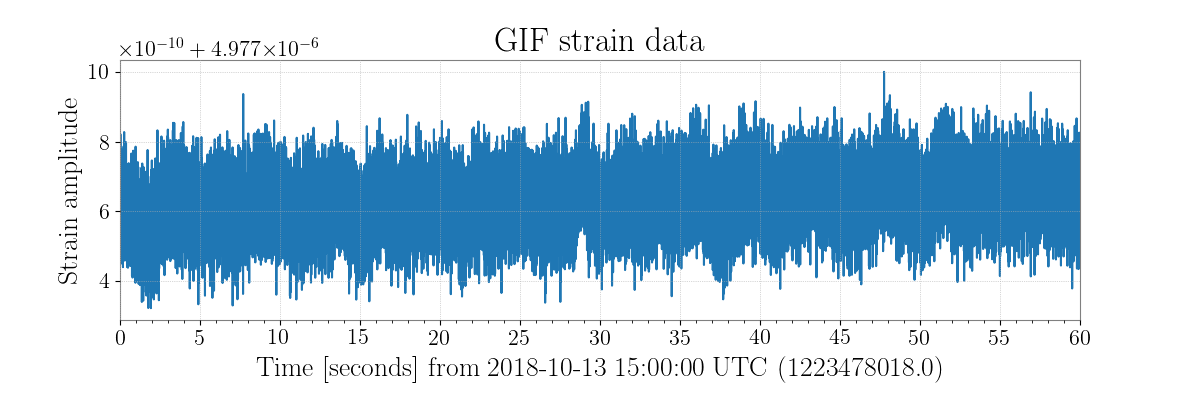 GIF strain data
×10⁻¹⁰ + 4.977×10⁻⁶
Strain amplitude
10
8
6
4
0 5 10 15 20 25 30 35 40 45 50 55 60
Time [seconds] from 2018-10-13 15:00:00 UTC (1223478018.0)